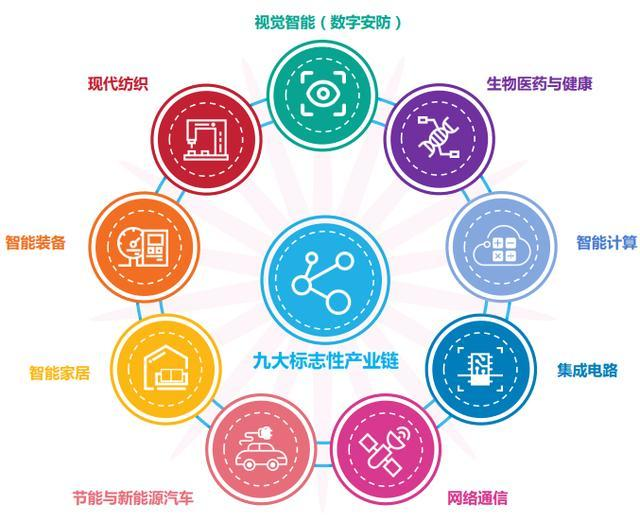 视觉智能（数字安防）
现代纺织
生物医药与健康
智能装备
智能计算
九大标志性产业链
智能家居
集成电路
节能与新能源汽车
网络通信